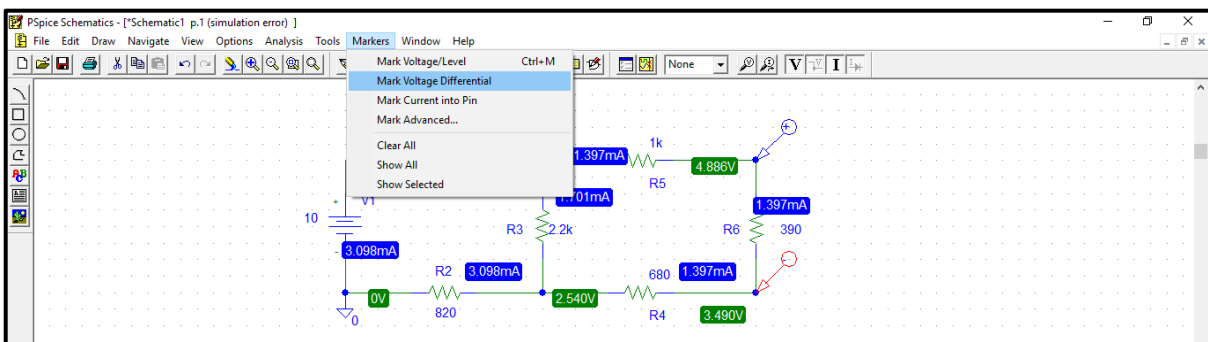 PSpice Schematics - [*Schematic1 p.1 (simulation error) ]
File Edit Draw Navigate View Options Analysis Tools Markers Window Help
None
V V I
Mark Voltage/Level Ctrl+M
Mark Voltage Differential
Mark Current into Pin
Mark Advanced...
Clear All
Show All
Show Selected
ABC
+
1k
1.397mA
4.886V
R5
V1
1.701mA
1.397mA
10
R3
2.2k
R6
390
-
3.098mA
R2
3.098mA
680
1.397mA
0V
2.540V
820
R4
3.490V
0